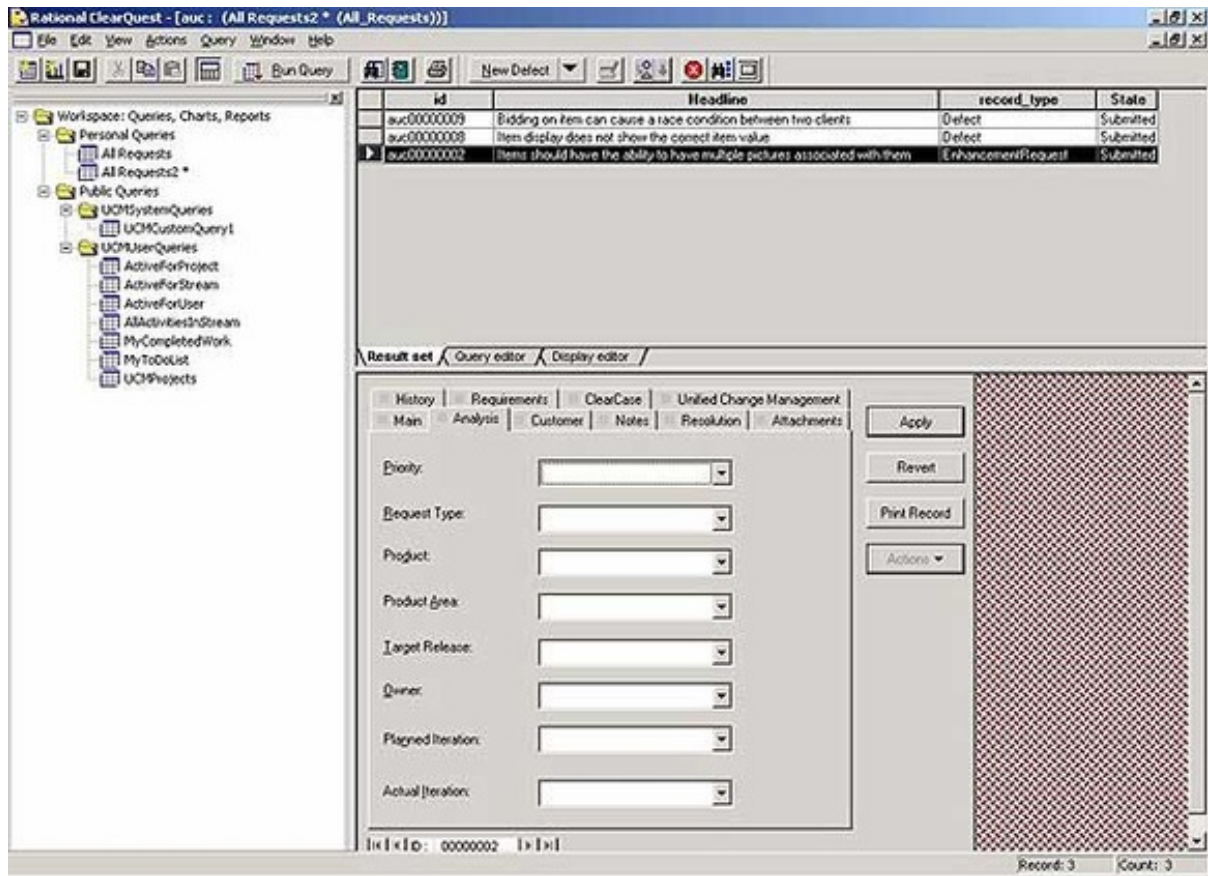 Rational ClearQuest - [auc : (All Requests2 * (All_Requests))]
File Edit View Actions Query Window Help
Run Query New Defect
Workspace: Queries, Charts, Reports
Personal Queries
All Requests
All Requests2 *
Public Queries
UCMSystemQueries
UCMCustomQuery1
UCMUserQueries
ActiveForProject
ActiveForStream
ActiveForUser
AllActivitiesInStream
MyCompletedWork
MyToDoList
UCMProjects
id Headline record_type State
auc00000009 Bidding on item can cause a race condition between two clients Defect Submitted
auc00000008 Item display does not show the correct item value Defect Submitted
auc00000002 Items should have the ability to have multiple pictures associated with them EnhancementRequest Submitted
Result set Query editor Display editor
History Requirements ClearCase Unified Change Management
Main Analysis Customer Notes Resolution Attachments
Priority:
Request Type:
Product:
Product Area:
Target Release:
Owner:
Planned Iteration:
Actual Iteration:
Apply
Revert
Print Record
Actions
ID: 00000002
Record: 3 Count: 3